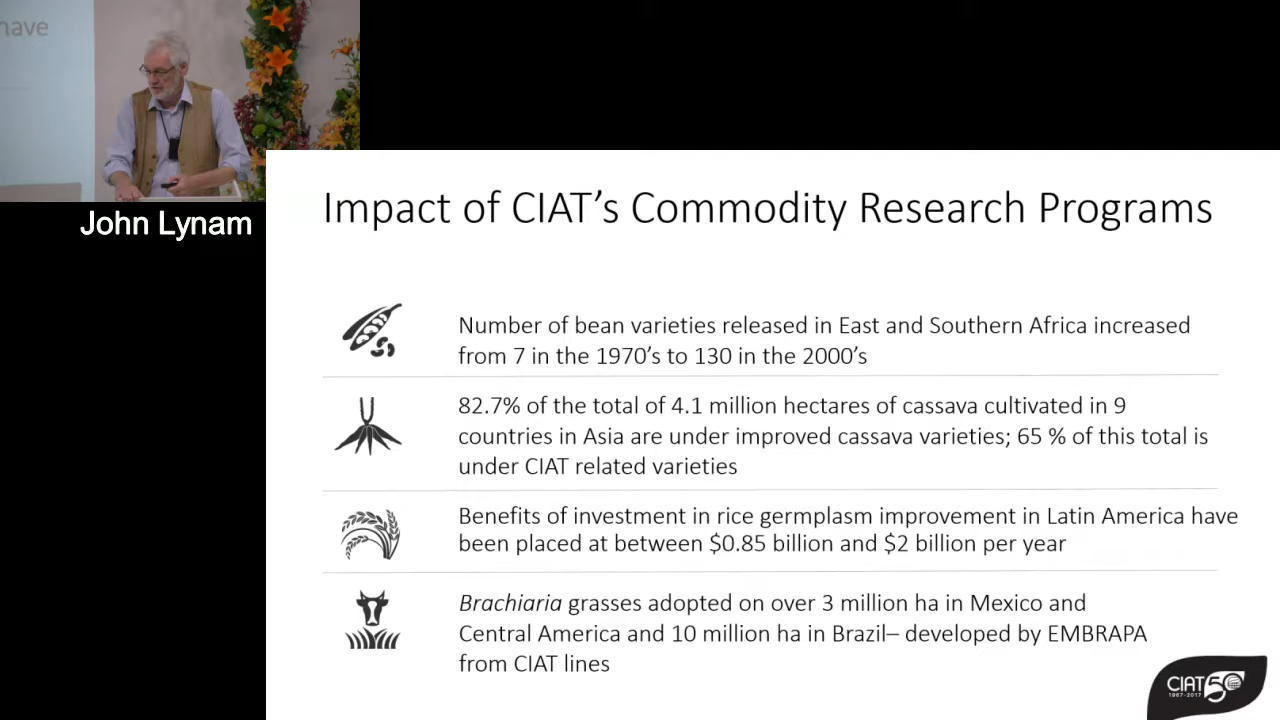 have
John Lynam
Impact of CIAT’s Commodity Research Programs
Number of bean varieties released in East and Southern Africa increased
from 7 in the 1970’s to 130 in the 2000’s
82.7% of the total of 4.1 million hectares of cassava cultivated in 9
countries in Asia are under improved cassava varieties; 65 % of this total is
under CIAT related varieties
Benefits of investment in rice germplasm improvement in Latin America have
been placed at between $0.85 billion and $2 billion per year
Brachiaria grasses adopted on over 3 million ha in Mexico and
Central America and 10 million ha in Brazil– developed by EMBRAPA
from CIAT lines
CIAT 50
1967-2017